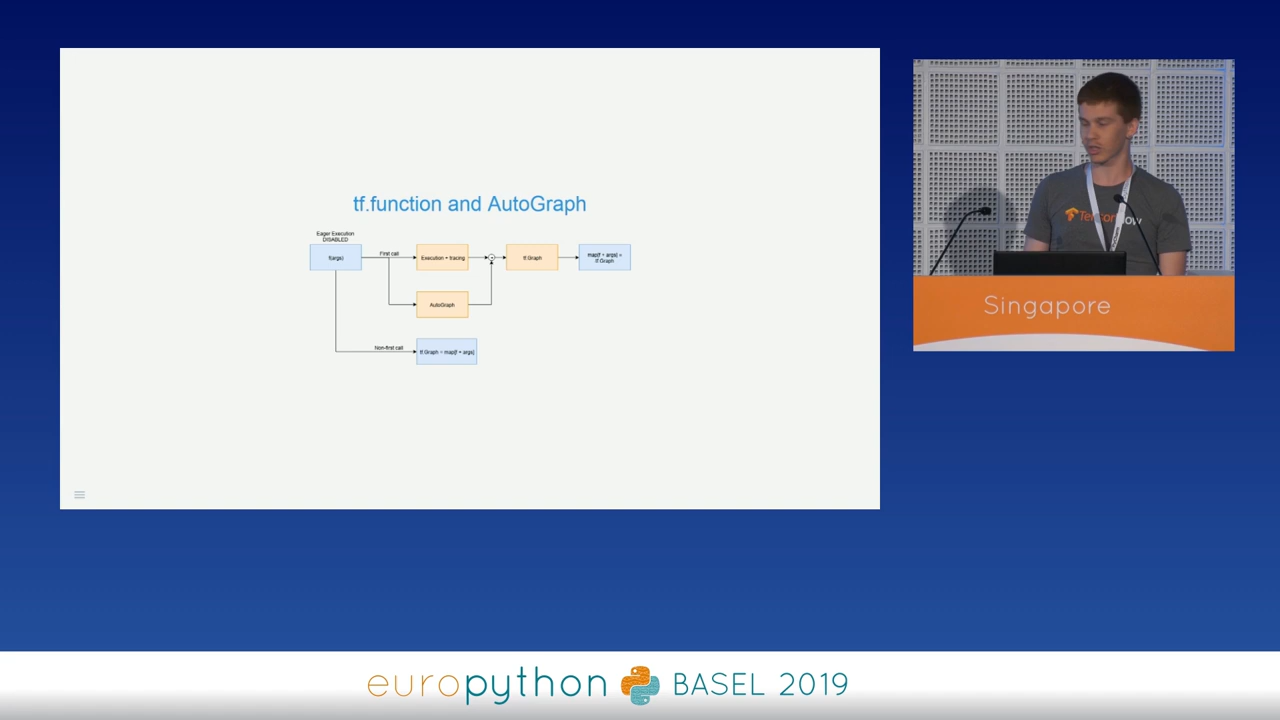 tf.function and AutoGraph
Eager Execution
DISABLED
f(args)
First call
Execution + tracing
tf.Graph
map[f + args] =
tf.Graph
AutoGraph
Non-first call
tf.Graph = map[f + args]
TensorFlow
Singapore
europython BASEL 2019